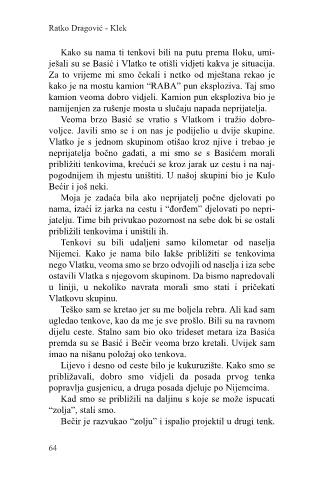 Ratko Dragović - Klek
Kako su nama ti tenkovi bili na putu prema Iloku, umi-
ješali su se Basić i Vlatko te otišli vidjeti kakva je situacija.
Za to vrijeme mi smo čekali i netko od mještana rekao je
kako je na mostu kamion “RABA” pun eksploziva. Taj smo
kamion veoma dobro vidjeli. Kamion pun eksploziva bio je
namijenjen za rušenje mosta u slučaju napada neprijatelja.
Veoma brzo Basić se vratio s Vlatkom i tražio dobro-
voljce. Javili smo se i on nas je podijelio u dvije skupine.
Vlatko je s jednom skupinom otišao kroz njive i trebao je
neprijatelja bočno gađati, a mi smo se s Basićem morali
približiti tenkovima, krećući se kroz jarak uz cestu i na naj-
pogodnijem ih mjestu uništiti. U našoj skupini bio je Kulo
Bećir i još neki.
Moja je zadaća bila ako neprijatelj počne djelovati po
nama, izaći iz jarka na cestu i “đorđem” djelovati po nepri-
jatelju. Time bih privukao pozornost na sebe dok bi se ostali
približili tenkovima i uništili ih.
Tenkovi su bili udaljeni samo kilometar od naselja
Nijemci. Kako je nama bilo lakše približiti se tenkovima
nego Vlatku, veoma smo se brzo odvojili od naselja i iza sebe
ostavili Vlatka s njegovom skupinom. Da bismo napredovali
u liniji, u nekoliko navrata morali smo stati i pričekati
Vlatkovu skupinu.
Teško sam se kretao jer su me boljela rebra. Ali kad sam
ugledao tenkove, kao da me je sve prošlo. Bili su na ravnom
dijelu ceste. Stalno sam bio oko trideset metara iza Basića
premda su se Basić i Bečir veoma brzo kretali. Uvijek sam
imao na nišanu položaj oko tenkova.
Lijevo i desno od ceste bilo je kukuruzište. Kako smo se
približavali, dobro smo vidjeli da posada prvog tenka
popravlja gusjenicu, a druga posada djeluje po Nijemcima.
Kad smo se približili na daljinu s koje se može ispucati
“zolja”, stali smo.
Bečir je razvukao “zolju” i ispalio projektil u drugi tenk.
64